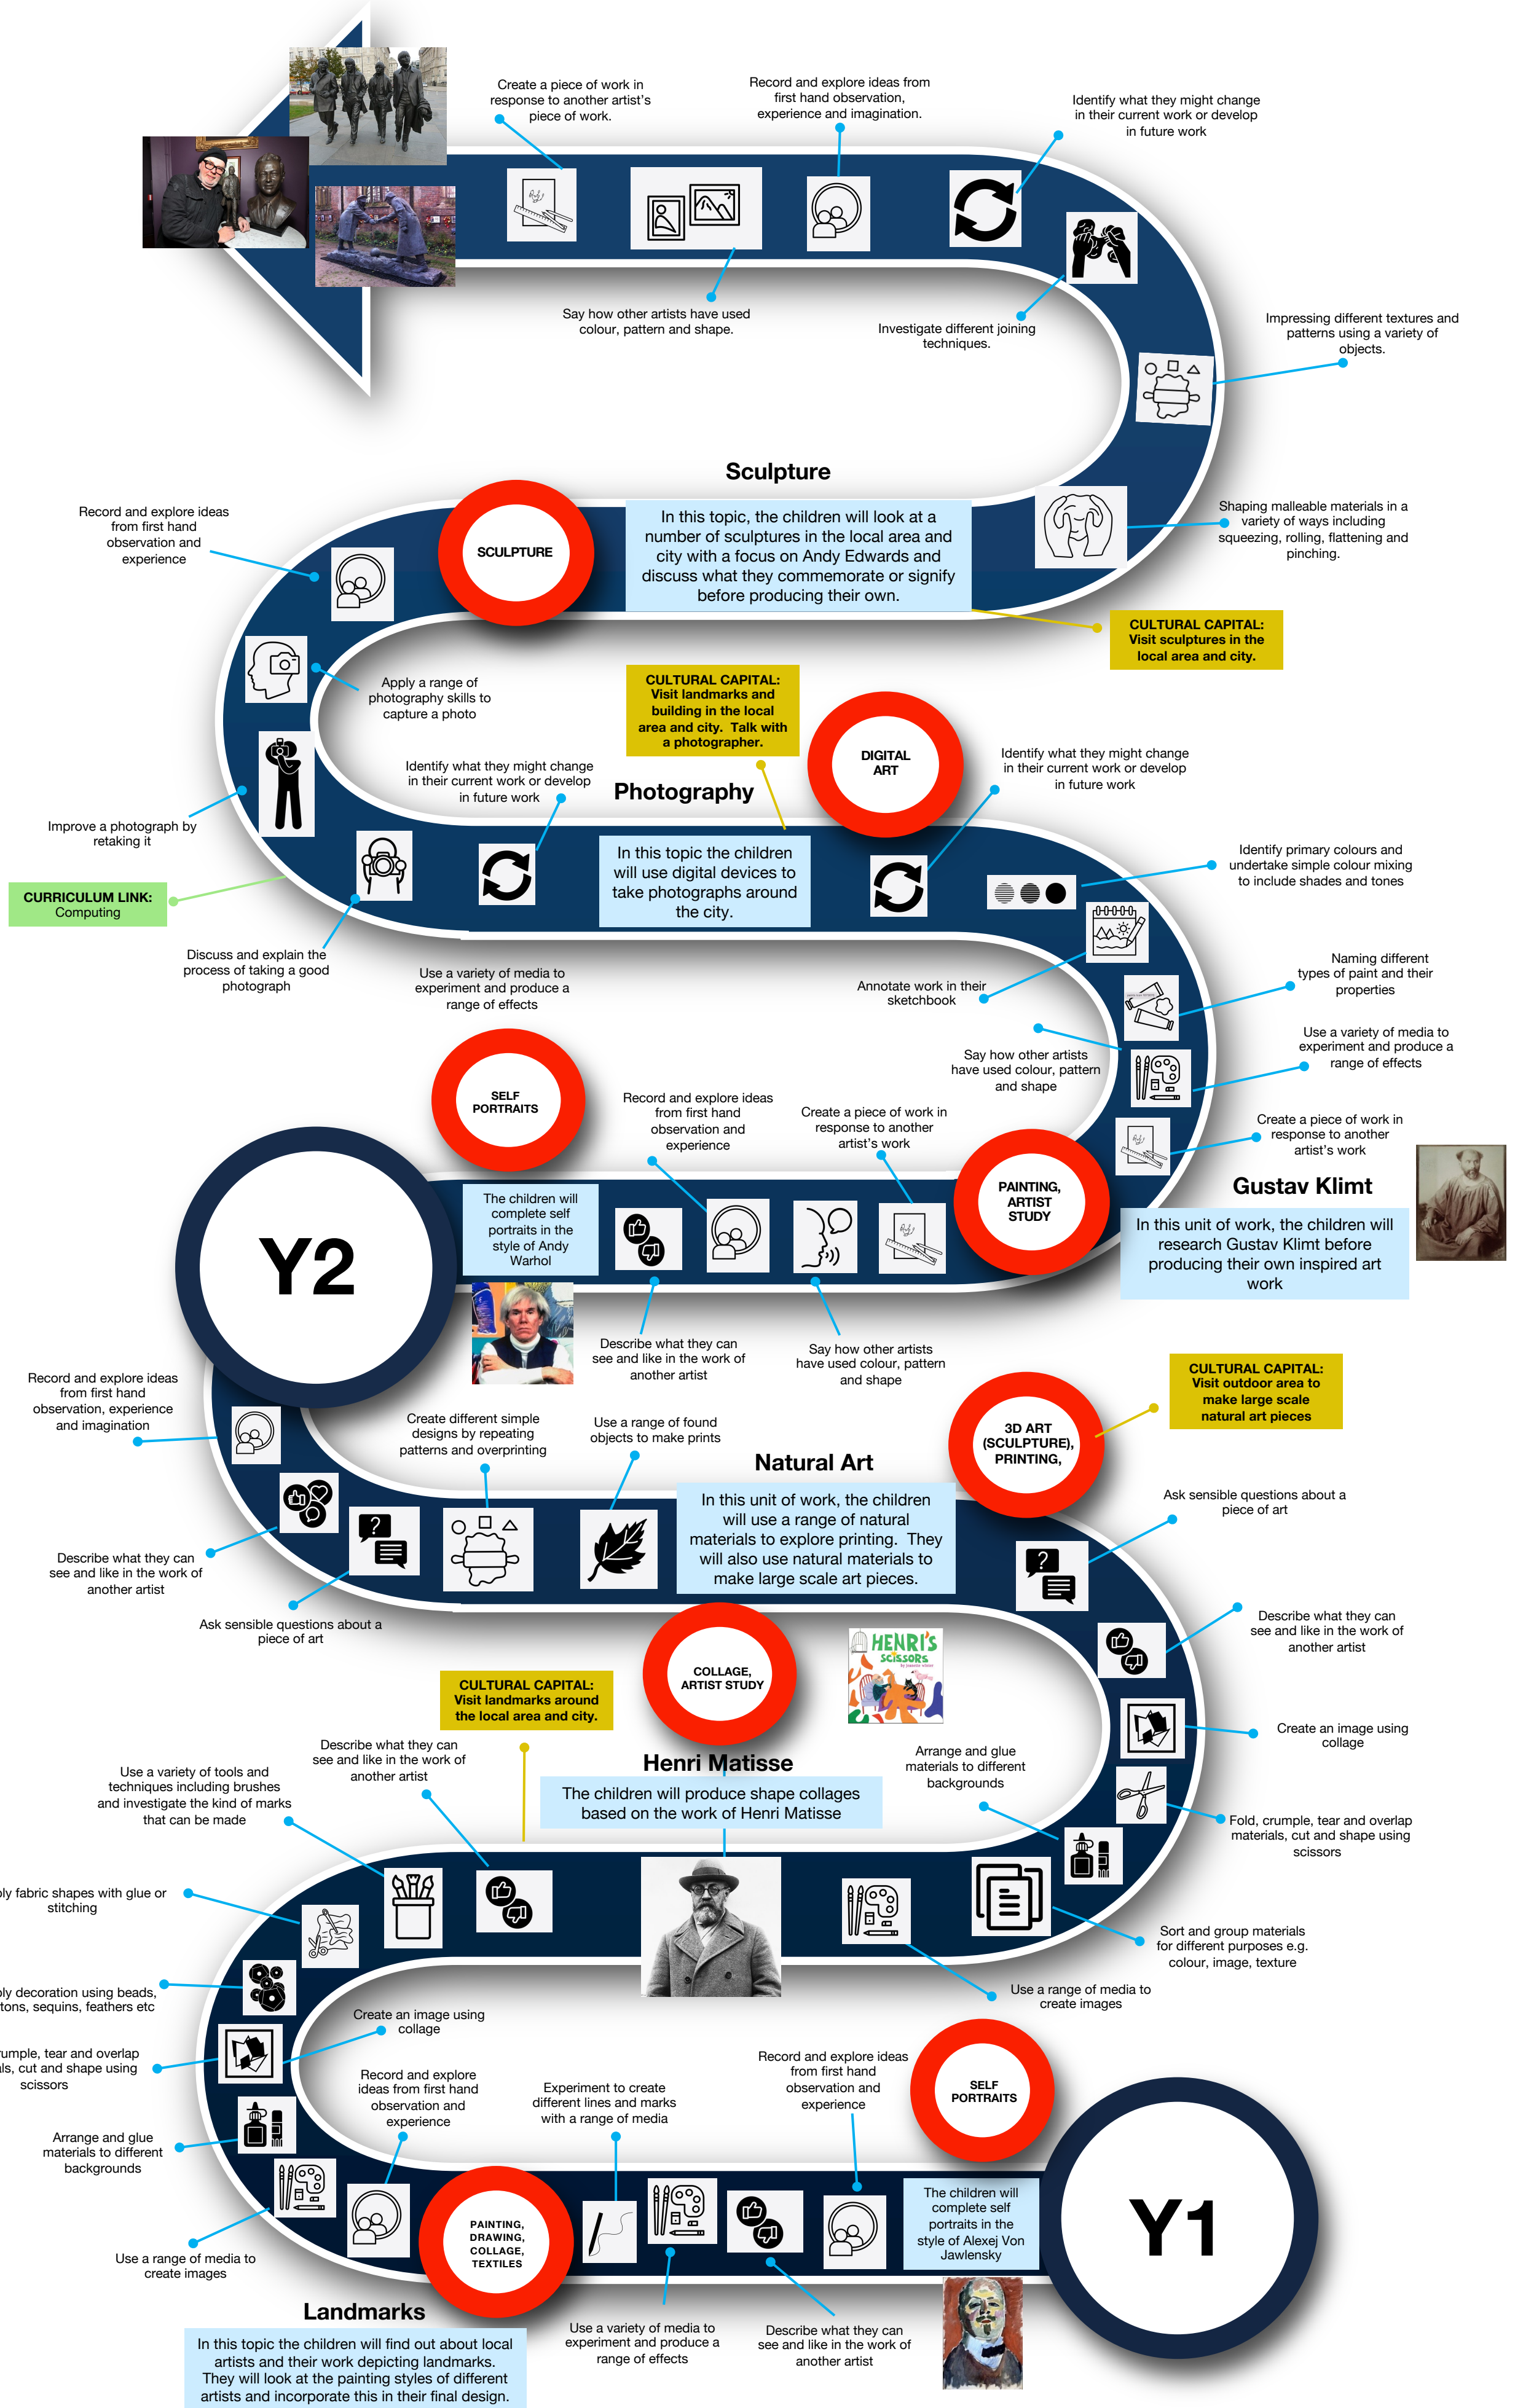 Create a piece of work in
response to another artist's
piece of work.
Record and explore ideas from
first hand observation,
experience and imagination.
Identify what they might change
in their current work or develop
in future work
Say how other artists have used
colour, pattern and shape.
Investigate different joining
techniques.
Impressing different textures and
patterns using a variety of
objects.
Sculpture
Record and explore ideas
from first hand
observation and
experience
SCULPTURE
In this topic, the children will look at a
number of sculptures in the local area and
city with a focus on Andy Edwards and
discuss what they commemorate or signify
before producing their own.
Shaping malleable materials in a
variety of ways including
squeezing, rolling, flattening and
pinching.
CULTURAL CAPITAL:
Visit sculptures in the
local area and city.
Apply a range of
photography skills to
capture a photo
CULTURAL CAPITAL:
Visit landmarks and
building in the local
area and city. Talk with
a photographer.
DIGITAL
ART
Identify what they might change
in their current work or develop
in future work
Identify what they might change
in their current work or develop
in future work
Photography
Improve a photograph by
retaking it
In this topic the children
will use digital devices to
take photographs around
the city.
Identify primary colours and
undertake simple colour mixing
to include shades and tones
CURRICULUM LINK:
Computing
Discuss and explain the
process of taking a good
photograph
Use a variety of media to
experiment and produce a
range of effects
Annotate work in their
sketchbook
Naming different
types of paint and their
properties
Say how other artists
have used colour, pattern
and shape
Use a variety of media to
experiment and produce a
range of effects
SELF
PORTRAITS
Record and explore ideas
from first hand
observation and
experience
Create a piece of work in
response to another
artist's work
Create a piece of work in
response to another
artist's work
PAINTING,
ARTIST
STUDY
Gustav Klimt
In this unit of work, the children will
research Gustav Klimt before
producing their own inspired art
work
Y2
The children will
complete self
portraits in the
style of Andy
Warhol
Describe what they can
see and like in the work of
another artist
Say how other artists
have used colour, pattern
and shape
CULTURAL CAPITAL:
Visit outdoor area to
make large scale
natural art pieces
Record and explore ideas
from first hand
observation, experience
and imagination
Create different simple
designs by repeating
patterns and overprinting
Use a range of found
objects to make prints
3D ART
(SCULPTURE),
PRINTING,
Natural Art
In this unit of work, the children
will use a range of natural
materials to explore printing. They
will also use natural materials to
make large scale art pieces.
Ask sensible questions about a
piece of art
Describe what they can
see and like in the work of
another artist
Ask sensible questions about a
piece of art
Describe what they can
see and like in the work of
another artist
HENRI'S
SCISSORS
COLLAGE,
ARTIST STUDY
CULTURAL CAPITAL:
Visit landmarks around
the local area and city.
Create an image using
collage
Describe what they can
see and like in the work of
another artist
Henri Matisse
The children will produce shape collages
based on the work of Henri Matisse
Arrange and glue
materials to different
backgrounds
Use a variety of tools and
techniques including brushes
and investigate the kind of marks
that can be made
Fold, crumple, tear and overlap
materials, cut and shape using
scissors
fabric shapes with glue or
stitching
Sort and group materials
for different purposes e.g.
colour, image, texture
decoration using beads,
sequins, feathers etc
Use a range of media to
create images
Create an image using
collage
tear and overlap
cut and shape using
scissors
Record and explore
ideas from first hand
observation and
experience
Experiment to create
different lines and marks
with a range of media
Record and explore ideas
from first hand
observation and
experience
SELF
PORTRAITS
Arrange and glue
materials to different
backgrounds
PAINTING,
DRAWING,
COLLAGE,
TEXTILES
The children will
complete self
portraits in the
style of Alexej Von
Jawlensky
Y1
Use a range of media to
create images
Landmarks
In this topic the children will find out about local
artists and their work depicting landmarks.
They will look at the painting styles of different
artists and incorporate this in their final design.
Use a variety of media to
experiment and produce a
range of effects
Describe what they can
see and like in the work of
another artist